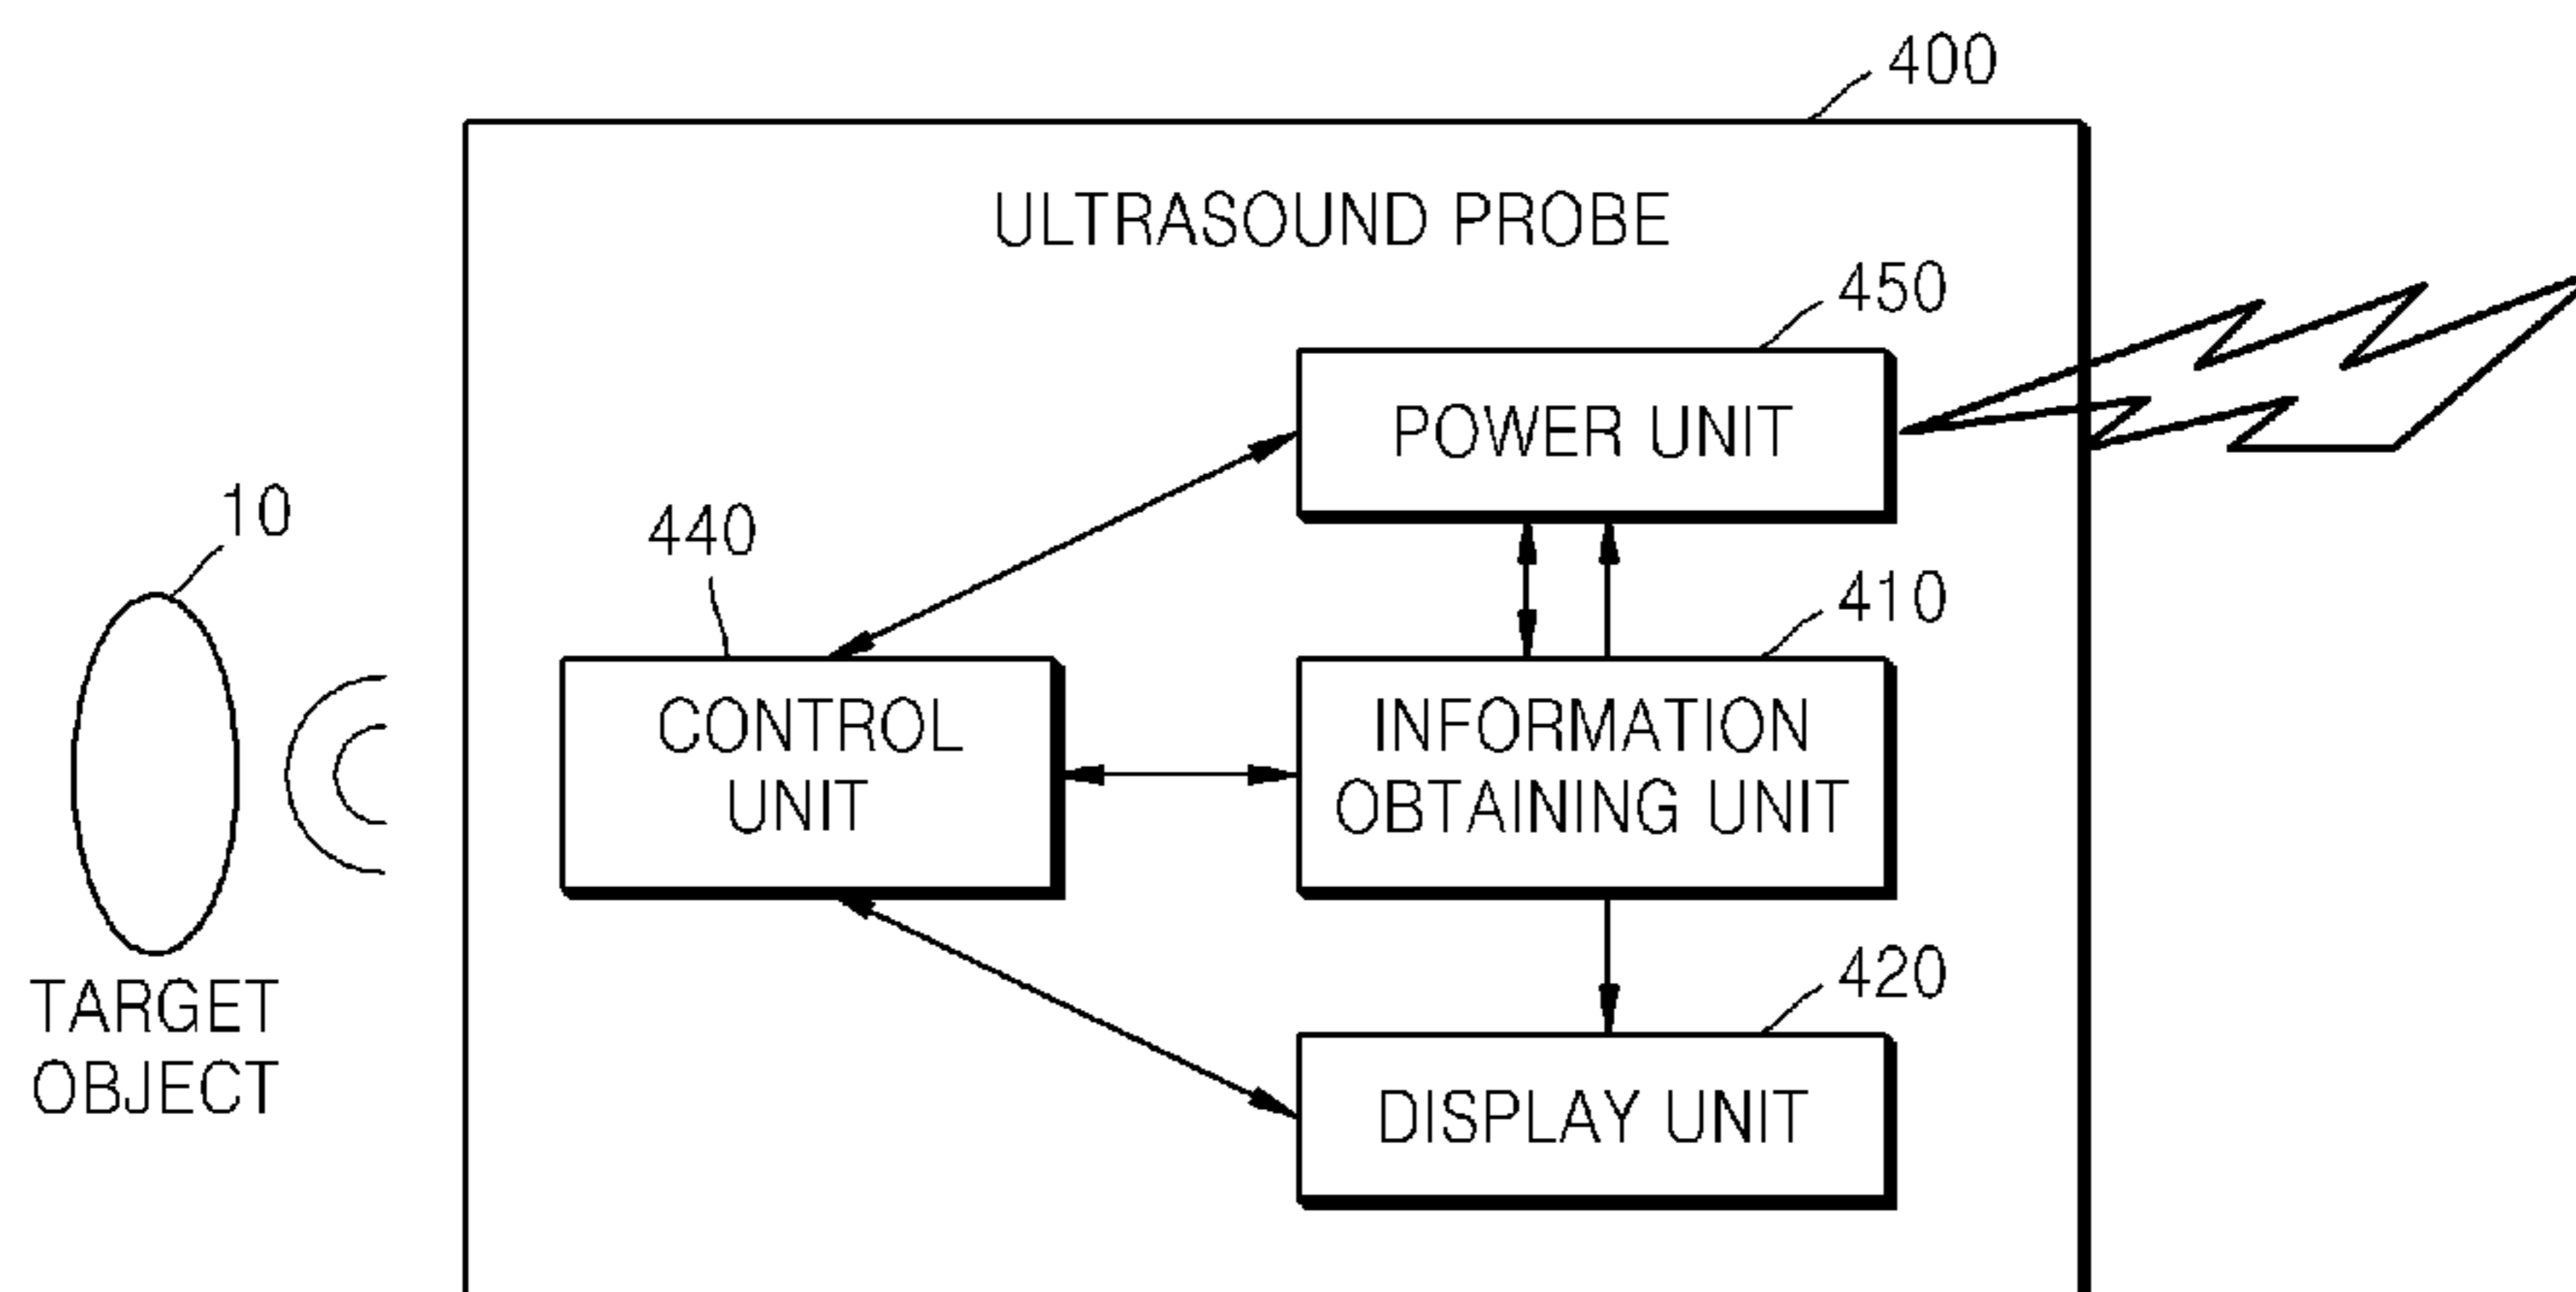 400
ULTRASOUND PROBE
450
POWER UNIT
10
440
410
CONTROL
UNIT
INFORMATION
OBTAINING UNIT
420
TARGET
OBJECT
DISPLAY UNIT